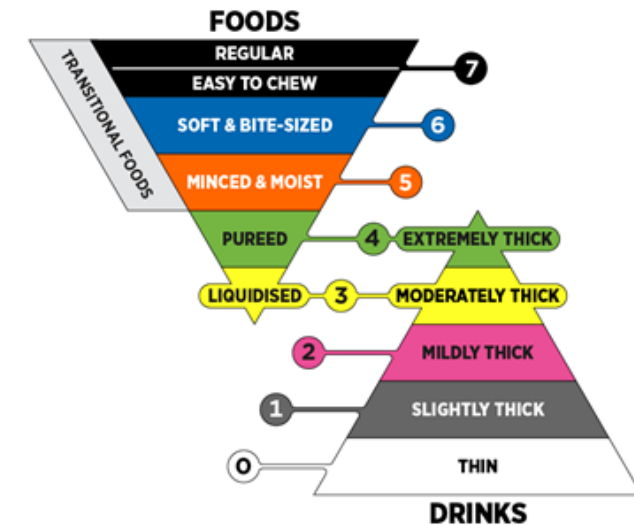 FOODS
REGULAR
7
EASY TO CHEW
TRANSITIONAL FOODS
SOFT & BITE-SIZED
6
MINCED & MOIST
5
PUREED
4
EXTREMELY THICK
LIQUIDISED
3
MODERATELY THICK
2
MILDLY THICK
1
SLIGHTLY THICK
0
THIN
DRINKS